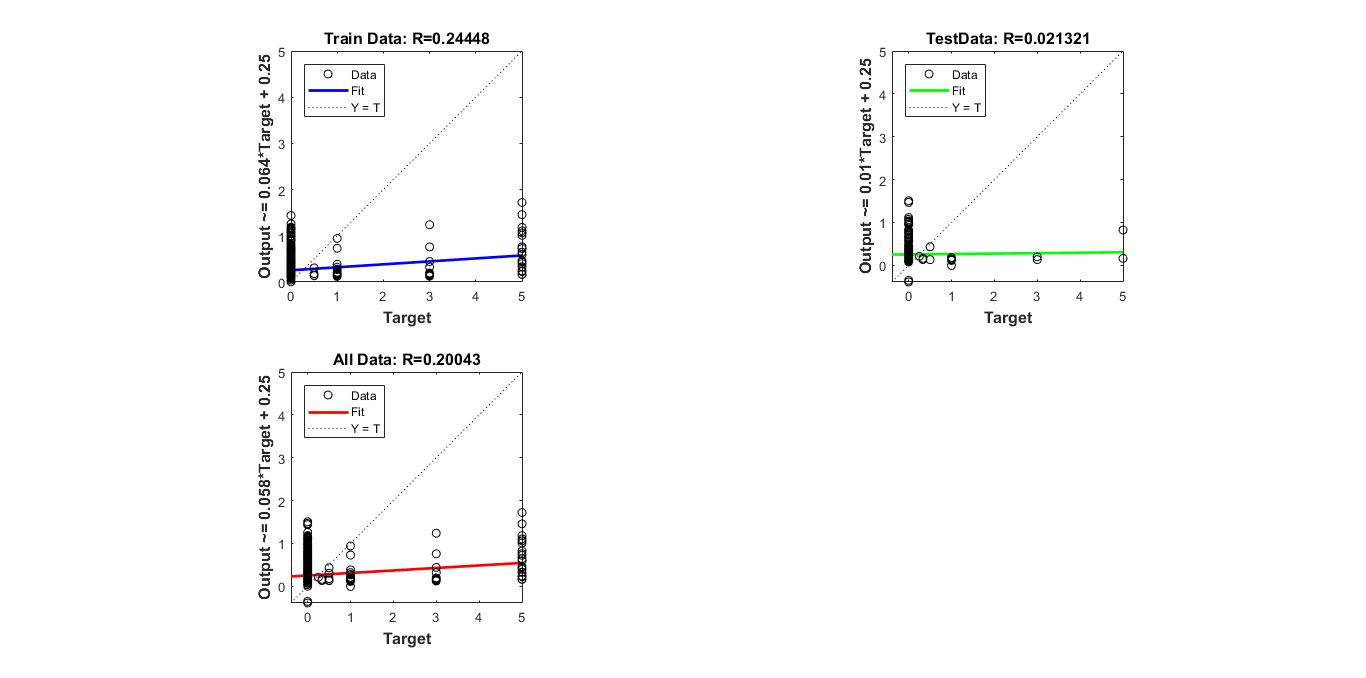 Train Data: R=0.24448
Output ~= 0.064*Target + 0.25
5
4
3
2
1
0
Data
Fit
Y = T
0 1 2 3 4 5
Target
TestData: R=0.021321
Output ~= 0.01*Target + 0.25
5
4
3
2
1
0
Data
Fit
Y = T
0 1 2 3 4 5
Target
All Data: R=0.20043
Output ~= 0.058*Target + 0.25
5
4
3
2
1
0
Data
Fit
Y = T
0 1 2 3 4 5
Target